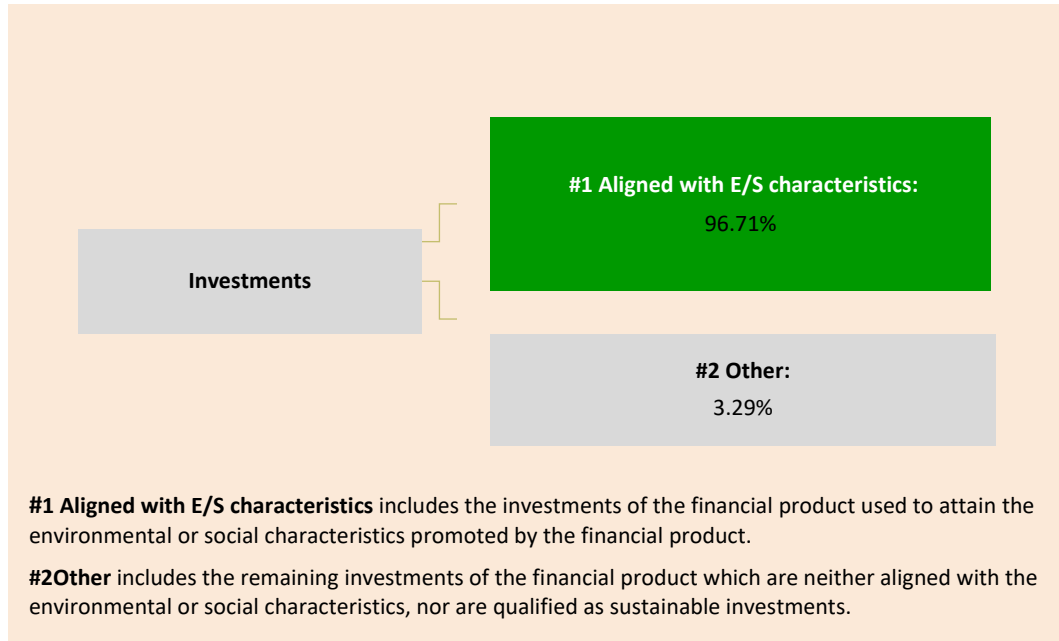 #1 Aligned with E/S characteristics:
96.71%
Investments
#2 Other:
3.29%
#1 Aligned with E/S characteristics includes the investments of the financial product used to attain the
environmental or social characteristics promoted by the financial product.
#2Other includes the remaining investments of the financial product which are neither aligned with the
environmental or social characteristics, nor are qualified as sustainable investments.